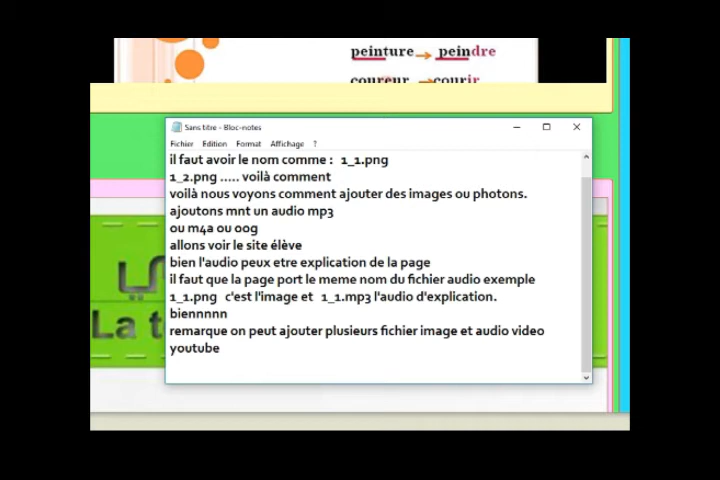 peinture → peindre
coureur → courir
Sans titre - Bloc-notes
Fichier Edition Format Affichage ?
il faut avoir le nom comme : 1_1.png
1_2.png ..... voilà comment
voilà nous voyons comment ajouter des images ou photons.
ajoutons mnt un audio mp3
ou m4a ou oog
allons voir le site élève
bien l'audio peux etre explication de la page
il faut que la page port le meme nom du fichier audio exemple
1_1.png c'est l'image et 1_1.mp3 l'audio d'explication.
biennnnn
remarque on peut ajouter plusieurs fichier image et audio video
youtube
La t